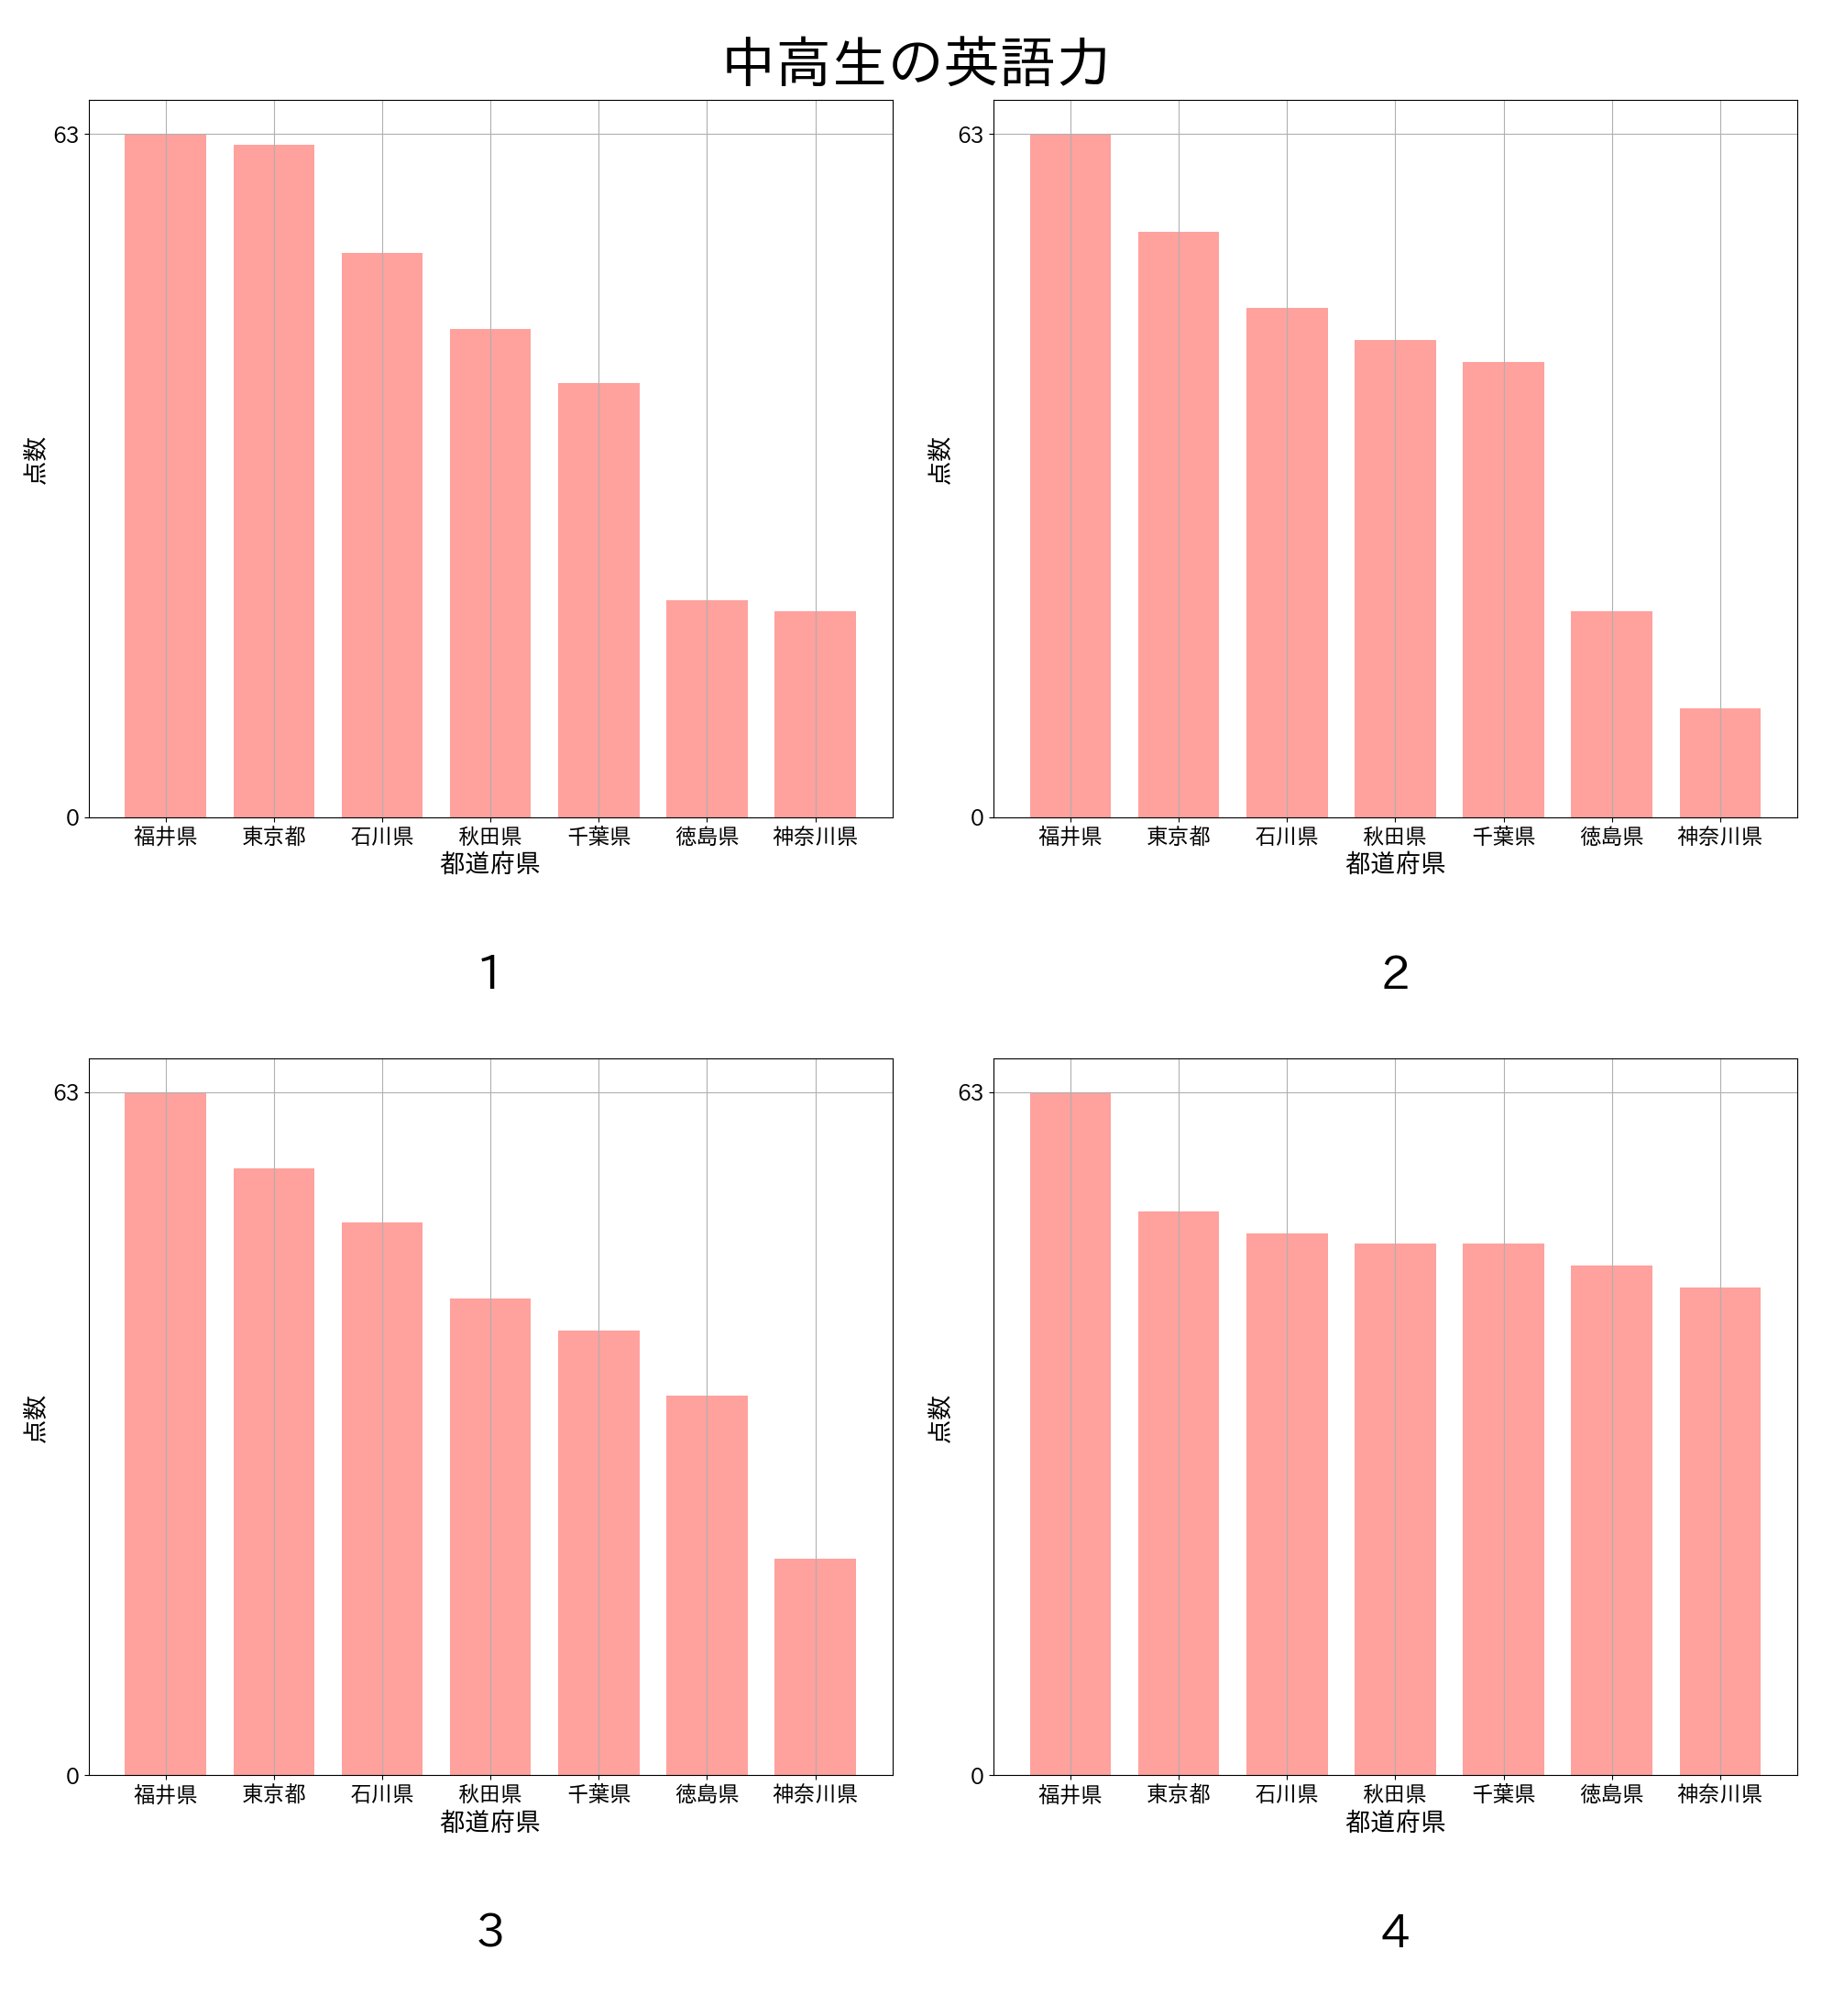 中高生の英語力
63
0
点数
福井県 東京都 石川県 秋田県 千葉県 徳島県 神奈川県
都道府県
1
63
0
点数
福井県 東京都 石川県 秋田県 千葉県 徳島県 神奈川県
都道府県
2
63
0
点数
福井県 東京都 石川県 秋田県 千葉県 徳島県 神奈川県
都道府県
3
63
0
点数
福井県 東京都 石川県 秋田県 千葉県 徳島県 神奈川県
都道府県
4